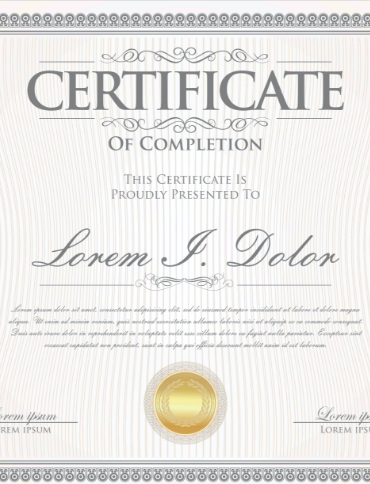 CERTIFICATE
OF COMPLETION
THIS CERTIFICATE IS
PROUDLY PRESENTED TO
Lorem I. Dolor
Lorem ipsum dolor sit amet, consectetur adipisicing elit, sed do eiusmod tempor incididunt ut labore et dolore magna
aliqua. Ut enim ad minim veniam, quis nostrud exercitation ullamco laboris nisi ut aliquip ex ea commodo consequat.
Duis aute irure dolor in reprehenderit in voluptate velit esse cillum dolore eu fugiat nulla pariatur. Excepteur sint
occaecat cupidatat non proident, sunt in culpa qui officia deserunt mollit anim id est laborum.
Lorem ipsum
Lorem ipsu
REM IPSUM
LOREM IPSUM